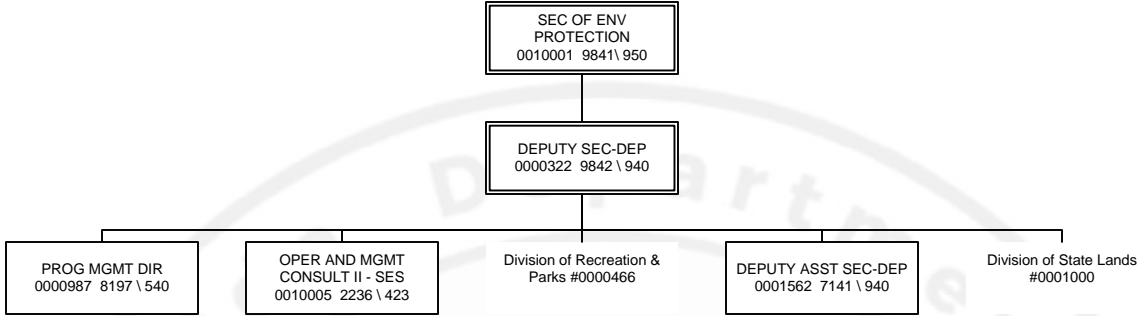 SEC OF ENV
PROTECTION
0010001 9841\ 950
DEPUTY SEC-DEP
0000322 9842 \ 940
PROG MGMT DIR
0000987 8197 \ 540
OPER AND MGMT
CONSULT II - SES
0010005 2236 \ 423
Division of Recreation &
Parks #0000466
DEPUTY ASST SEC-DEP
0001562 7141 \ 940
Division of State Lands
#0001000
Departme